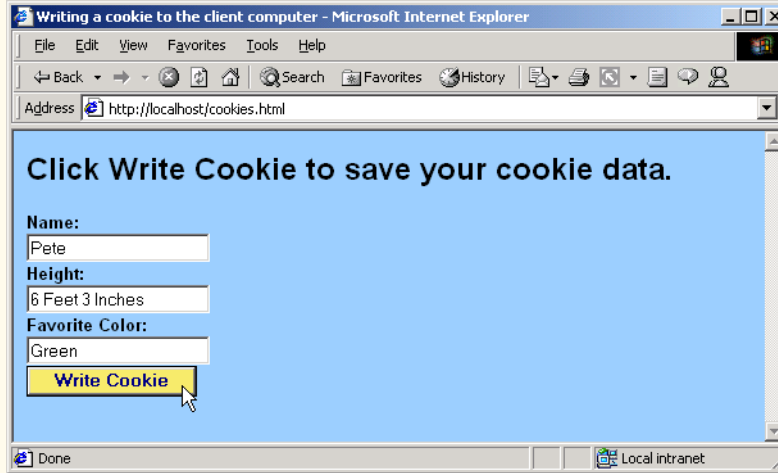 Writing a cookie to the client computer - Microsoft Internet Explorer
File Edit View Favorites Tools Help
Back Search Favorites History
Address http://localhost/cookies.html
Click Write Cookie to save your cookie data.
Name:
Pete
Height:
6 Feet 3 Inches
Favorite Color:
Green
Write Cookie
Done Local intranet